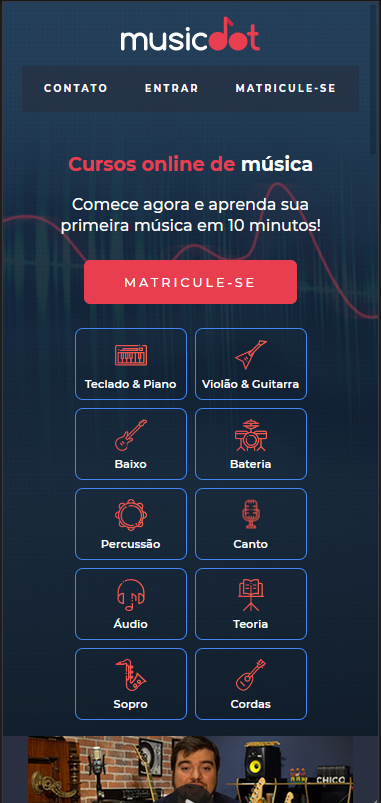 musicdot
CONTATO ENTRAR MATRICULE-SE
Cursos online de música
Comece agora e aprenda sua
primeira música em 10 minutos!
MATRICULE-SE
Teclado & Piano Violão & Guitarra
Baixo Bateria
Percussão Canto
Áudio Teoria
Sopro Cordas
CHICO